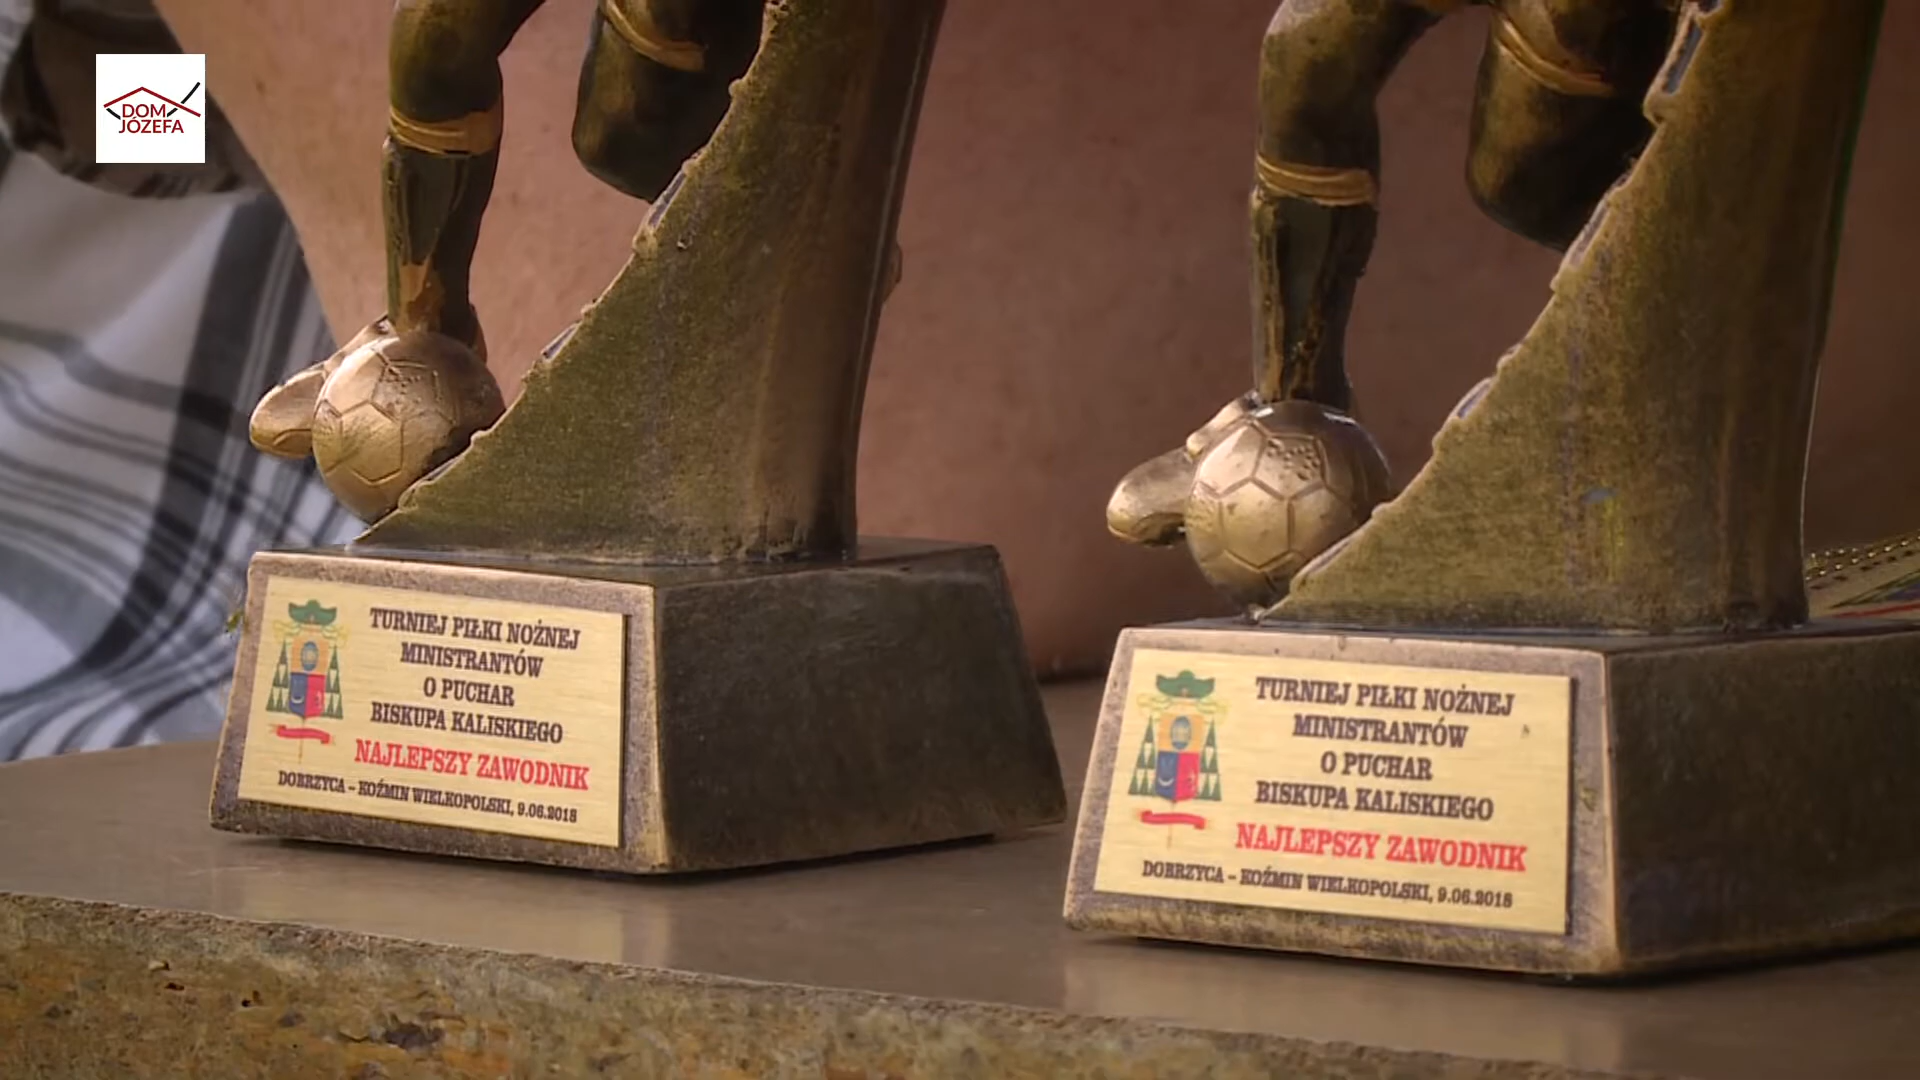 DOM
JÓZEFA
TURNIEJ PIŁKI NOŻNEJ
MINISTRANTÓW
O PUCHAR
BISKUPA KALISKIEGO
NAJLEPSZY ZAWODNIK
DOBRZYCA – KOŹMIN WIELKOPOLSKI, 9.06.2018
TURNIEJ PIŁKI NOŻNEJ
MINISTRANTÓW
O PUCHAR
BISKUPA KALISKIEGO
NAJLEPSZY ZAWODNIK
DOBRZYCA – KOŹMIN WIELKOPOLSKI, 9.06.2018